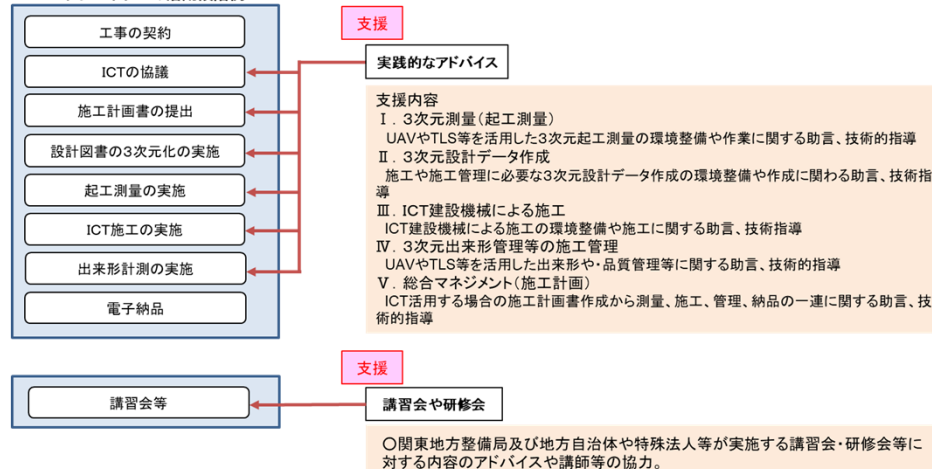 支援
工事の契約
ICTの協議
施工計画書の提出
設計図書の3次元化の実施
起工測量の実施
ICT施工の実施
出来形計測の実施
電子納品
実践的なアドバイス
支援内容
Ⅰ．3次元測量(起工測量)
UAVやTLS等を活用した3次元起工測量の環境整備や作業に関する助言、技術的指導
Ⅱ．3次元設計データ作成
施工や施工管理に必要な3次元設計データ作成の環境整備や作成に関わる助言、技術指
導
Ⅲ．ICT建設機械による施工
ICT建設機械による施工の環境整備や施工に関する助言、技術指導
Ⅳ．3次元出来形管理等の施工管理
UAVやTLS等を活用した出来形や・品質管理等に関する助言、技術的指導
Ⅴ．総合マネジメント(施工計画)
ICT活用する場合の施工計画書作成から測量、施工、管理、納品の一連に関する助言、技
術的指導
支援
講習会等
講習会や研修会
〇関東地方整備局及び地方自治体や特殊法人等が実施する講習会・研修会等に
対する内容のアドバイスや講師等の協力。